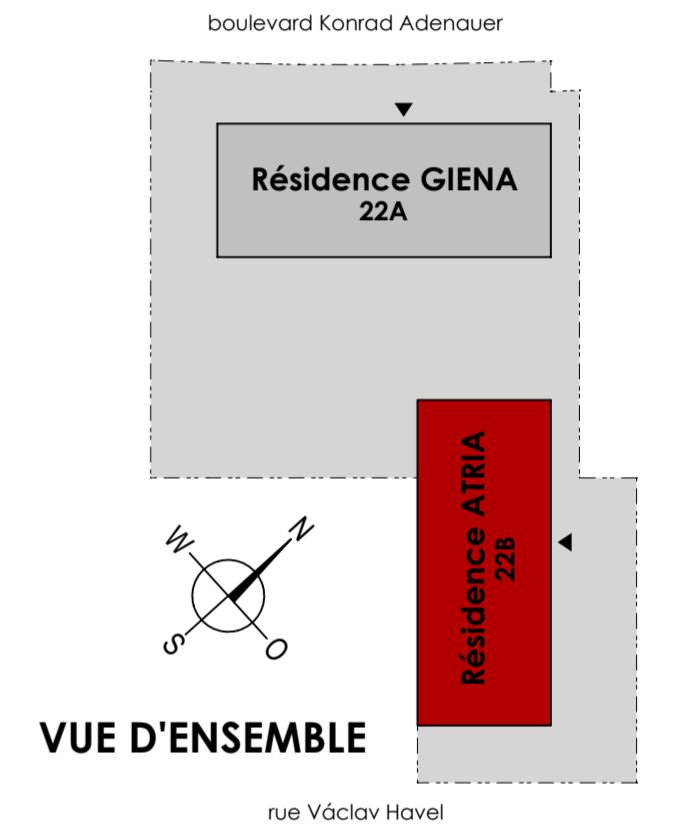 boulevard Konrad Adenauer
Résidence GIENA
22A
Résidence ATRIA
22B
W
N
S
O
VUE D'ENSEMBLE
rue Václav Havel